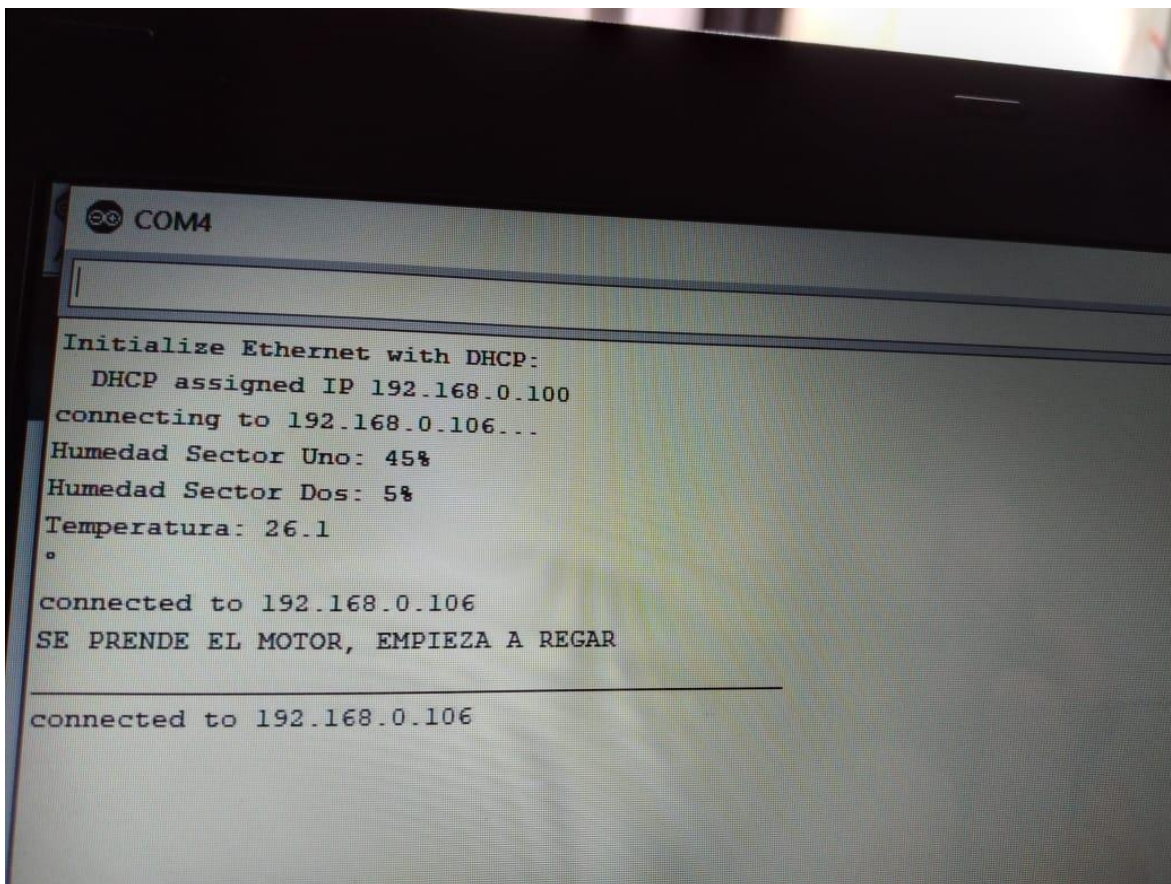 COM4
Initialize Ethernet with DHCP:
DHCP assigned IP 192.168.0.100
connecting to 192.168.0.106...
Humedad Sector Uno: 45%
Humedad Sector Dos: 5%
Temperatura: 26.1
°
connected to 192.168.0.106
SE PRENDE EL MOTOR, EMPIEZA A REGAR
connected to 192.168.0.106